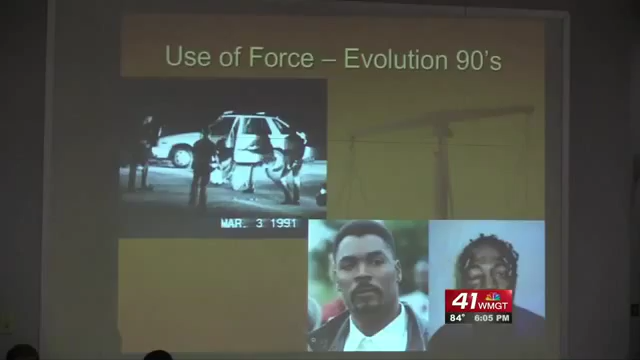 Use of Force – Evolution 90's
MAR. 3 1991
41 WMGT
84° 6:05 PM